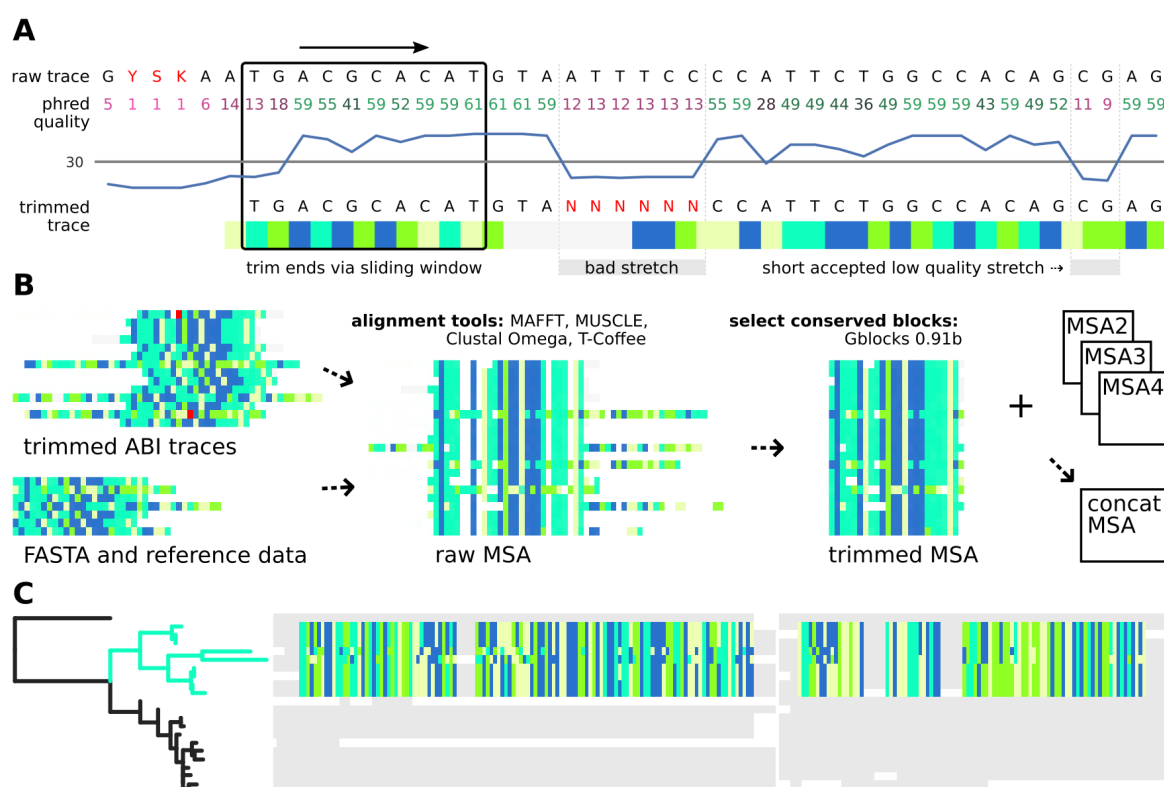 A
raw trace G Y S K A A T G A C G C A C A T G T A A T T T C C C C A T T C T G G C C A C A G C G A G
phred quality 5 1 1 1 6 14 13 18 59 55 41 59 52 59 59 61 61 61 59 12 13 12 13 13 13 55 59 28 49 49 44 36 49 59 59 59 43 59 49 52 11 9 59 59
30
trimmed trace T G A C G C A C A T G T A N N N N N N C C A T T C T G G C C A C A G C G A G
trim ends via sliding window bad stretch short accepted low quality stretch ⇢
B
alignment tools: MAFFT, MUSCLE,
Clustal Omega, T-Coffee
select conserved blocks:
Gblocks 0.91b
MSA2
MSA3
MSA4
+
trimmed ABI traces
concat
MSA
FASTA and reference data raw MSA trimmed MSA
C